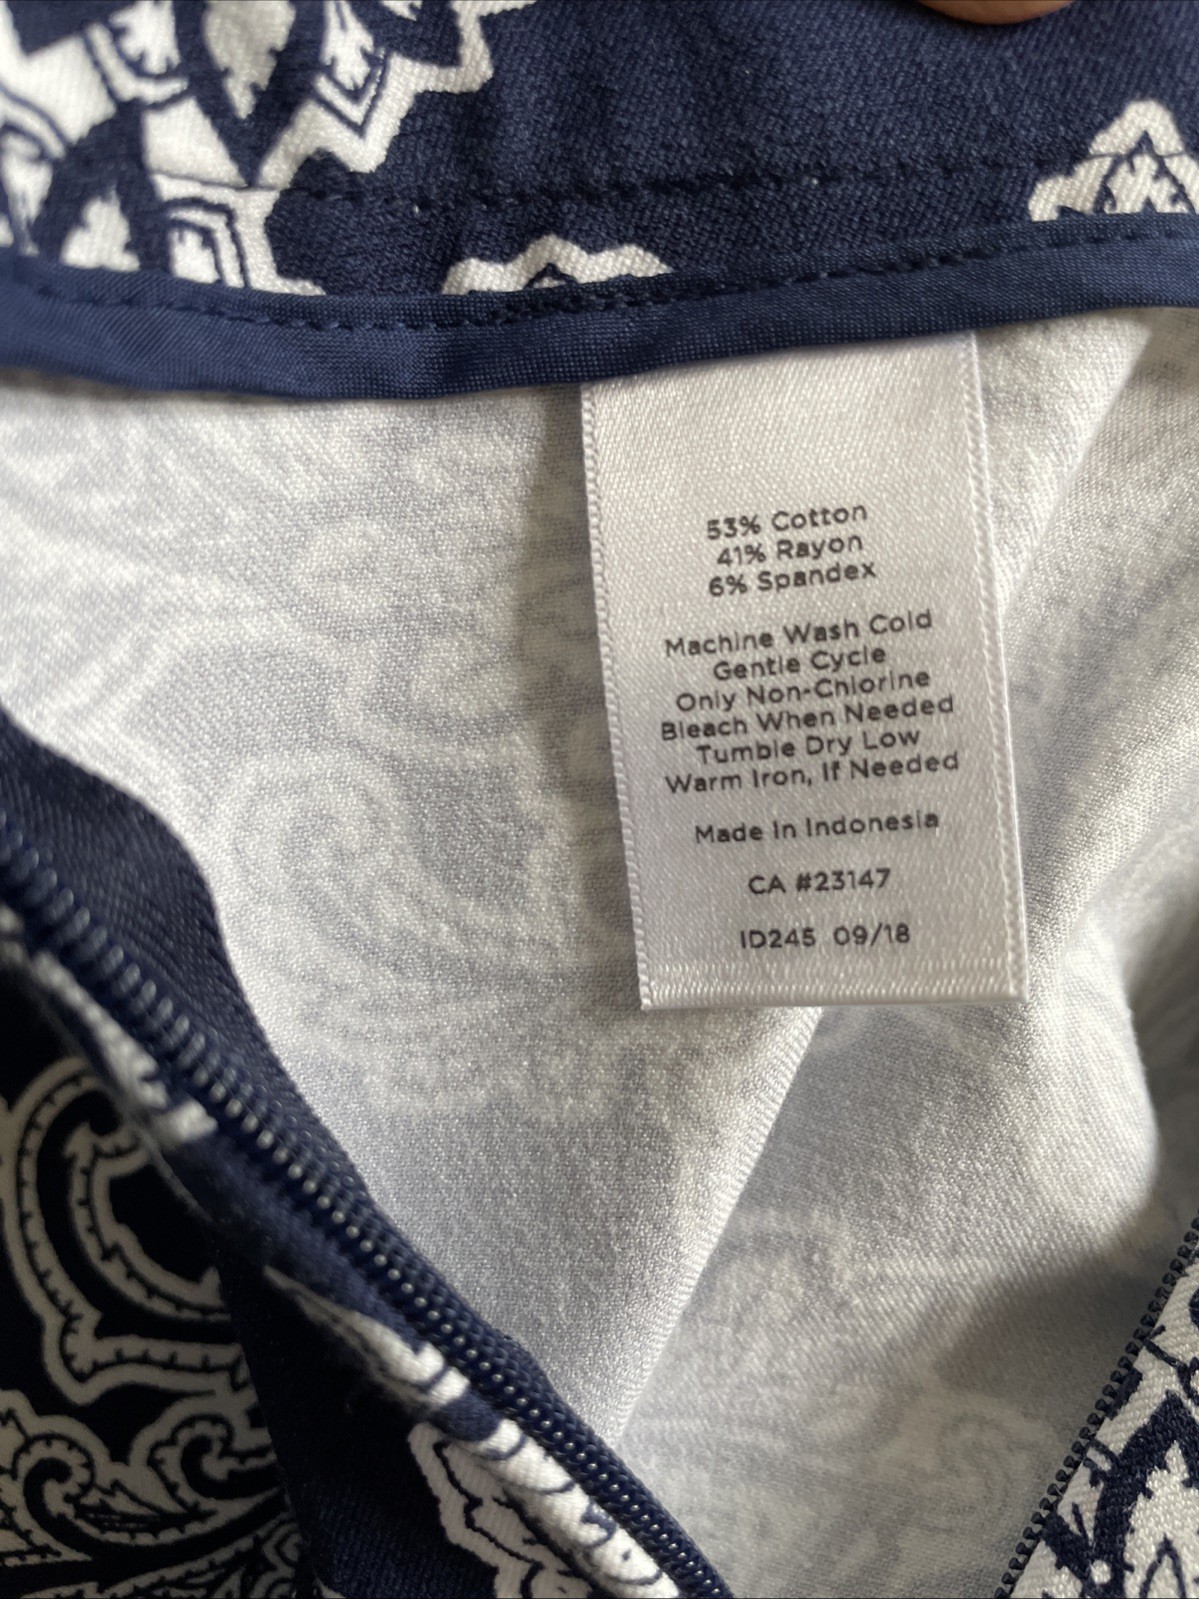 53% Cotton
41% Rayon
6% Spandex
Machine Wash Cold
Gentle Cycle
Only Non-Chlorine
Bleach When Needed
Tumble Dry Low
Warm Iron, If Needed
Made In Indonesia
CA #23147
ID245 09/18